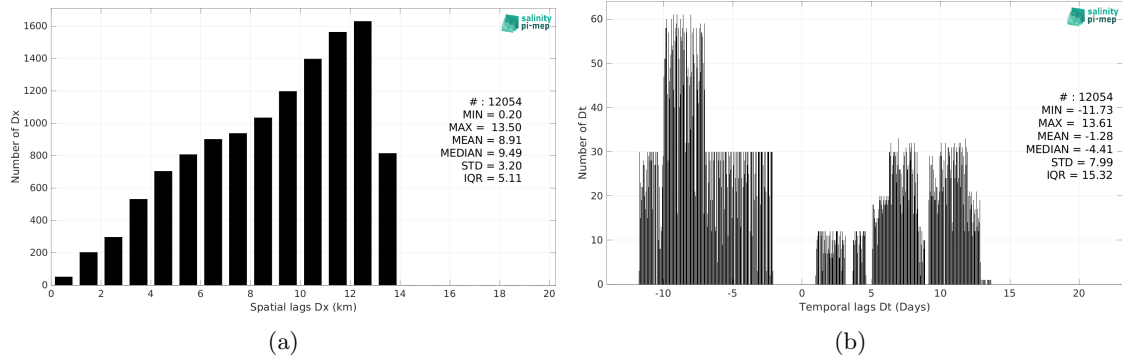 1600
1400
1200
1000
800
600
400
200
0
Number of Dx
salinity
pi-mep
# : 12054
MIN = 0.20
MAX = 13.50
MEAN = 8.91
MEDIAN = 9.49
STD = 3.20
IQR = 5.11
0 2 4 6 8 10 12 14 16 18 20
Spatial lags Dx (km)
(a)
60
50
40
30
20
10
0
Number of Dt
salinity
pi-mep
# : 12054
MIN = -11.73
MAX = 13.61
MEAN = -1.28
MEDIAN = -4.41
STD = 7.99
IQR = 15.32
-10 -5 0 5 10 15 20
Temporal lags Dt (Days)
(b)